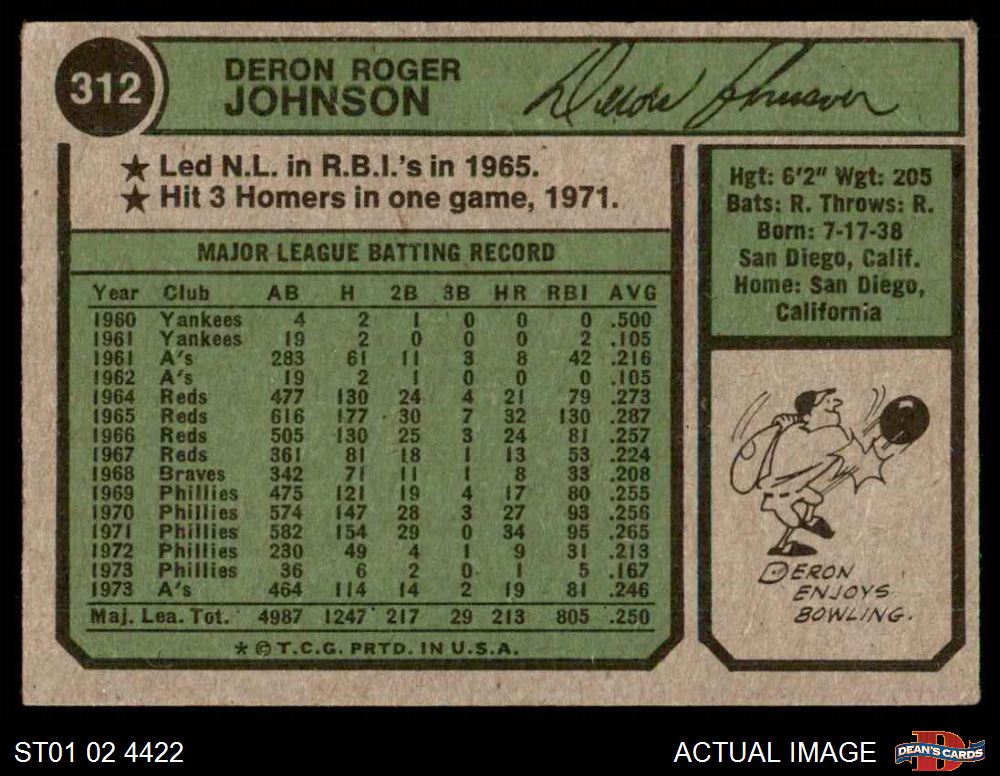 312
DERON ROGER
JOHNSON
Deron Johnson
★ Led N.L. in R.B.I.'s in 1965.
★ Hit 3 Homers in one game, 1971.
MAJOR LEAGUE BATTING RECORD
Year Club AB H 2B 3B HR RBI AVG
1960 Yankees 4 2 1 0 0 0 .500
1961 Yankees 19 2 0 0 0 2 .105
1961 A's 283 61 11 3 8 42 .216
1962 A's 19 2 1 0 0 0 .105
1964 Reds 477 130 24 4 21 79 .273
1965 Reds 616 177 30 7 32 130 .287
1966 Reds 505 130 25 3 24 81 .257
1967 Reds 361 81 18 1 13 53 .224
1968 Braves 342 71 11 1 8 33 .208
1969 Phillies 475 121 19 4 17 80 .255
1970 Phillies 574 147 28 3 27 93 .256
1971 Phillies 582 154 29 0 34 95 .265
1972 Phillies 230 49 4 1 9 31 .213
1973 Phillies 36 6 2 0 1 5 .167
1973 A's 464 114 14 2 19 81 .246
Maj. Lea. Tot. 4987 1247 217 29 213 805 .250
* © T.C.G. PRTD. IN U.S.A.
Hgt: 6'2" Wgt: 205
Bats: R. Throws: R.
Born: 7-17-38
San Diego, Calif.
Home: San Diego,
California
DERON
ENJOYS
BOWLING.
ST01 02 4422
ACTUAL IMAGE
D
DEAN'S CARDS